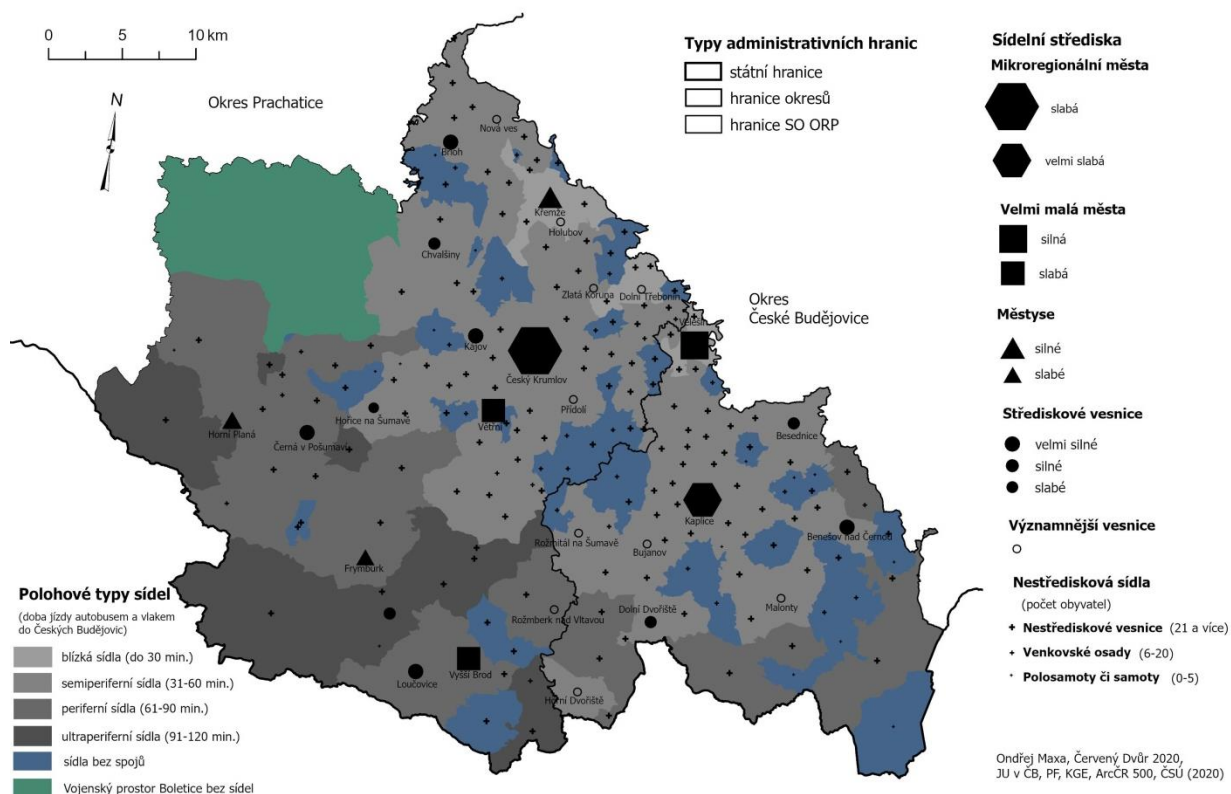 0 5 10 km
N
Okres Prachatice
Okres
České Budějovice
Typy administrativních hranic
státní hranice
hranice okresů
hranice SO ORP
Nová ves
Brloh
Křemže
Holubov
Chvalšiny
Zlatá Koruna
Dolní Třebonín
Velešín
Kájov
Český Krumlov
Hořice na Šumavě
Větřní
Přídolí
Besednice
Horní Planá
Černá v Pošumaví
Kaplice
Benešov nad Černou
Rožmitál na Šumavě
Bujanov
Frymburk
Malonty
Rožmberk nad Vltavou
Dolní Dvořiště
Loučovice
Vyšší Brod
Horní Dvořiště
Polohové typy sídel
(doba jízdy autobusem a vlakem
do Českých Budějovic)
blízká sídla (do 30 min.)
semiperiferní sídla (31-60 min.)
periferní sídla (61-90 min.)
ultraperiferní sídla (91-120 min.)
sídla bez spojů
Vojenský prostor Boletice bez sídel
Sídelní střediska
Mikroregionální města
slabá
velmi slabá
Velmi malá města
silná
slabá
Městyse
silné
slabé
Střediskové vesnice
velmi silné
silné
slabé
Významnější vesnice
Nestředisková sídla
(počet obyvatel)
Nestřediskové vesnice (21 a více)
Venkovské osady (6-20)
Polosamoty či samoty (0-5)
Ondřej Maxa, Červený Dvůr 2020,
JU v ČB, PF, KGE, ArcČR 500, ČSÚ (2020)